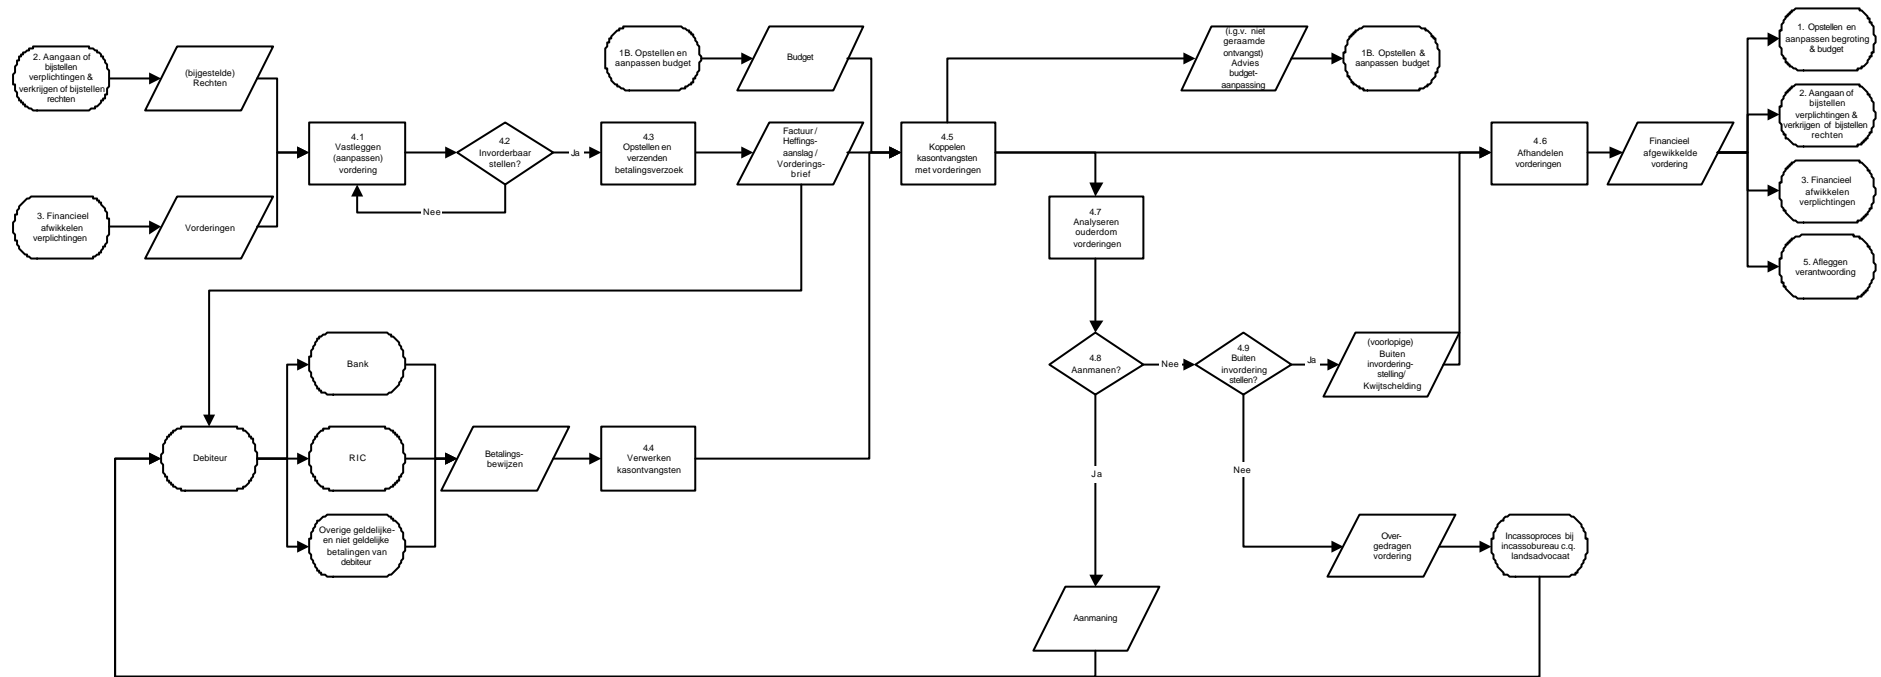 2. Aangaan of
bijstellen
verplichtingen &
verkrijgen of bijstellen
rechten
(bijgestelde)
Rechten
3. Financieel
afwikkelen
verplichtingen
Vorderingen
4.1
Vastleggen
(aanpassen)
vordering
4.2
Invorderbaar
stellen?
Ja
Nee
4.3
Opstellen en
verzenden
betalingsverzoek
1B. Opstellen en
aanpassen budget
Budget
Factuur /
Heffings-
aanslag /
Vorderings-
brief
4.5
Koppelen
kasontvangsten
met vorderingen
(i.g.v. niet
geraamde
ontvangst)
Advies
budget-
aanpassing
1B. Opstellen &
aanpassen budget
4.6
Afhandelen
vorderingen
Financieel
afgewikkelde
vordering
1. Opstellen en
aanpassen begroting
& budget
2. Aangaan of
bijstellen
verplichtingen &
verkrijgen of bijstellen
rechten
3. Financieel
afwikkelen
verplichtingen
5. Afleggen
verantwoording
4.7
Analyseren
ouderdom
vorderingen
4.8
Aanmanen?
Nee
4.9
Buiten
invordering
stellen?
Ja
(voorlopige)
Buiten
invordering-
stelling/
Kwijtschelding
Debiteur
Bank
RIC
Overige geldelijke-
en niet geldelijke
betalingen van
debiteur
Betalings-
bewijzen
4.4
Verwerken
kasontvangsten
Ja
Nee
Over-
gedragen
vordering
Incassoproces bij
incassobureau c.q.
landsadvocaat
Aanmaning